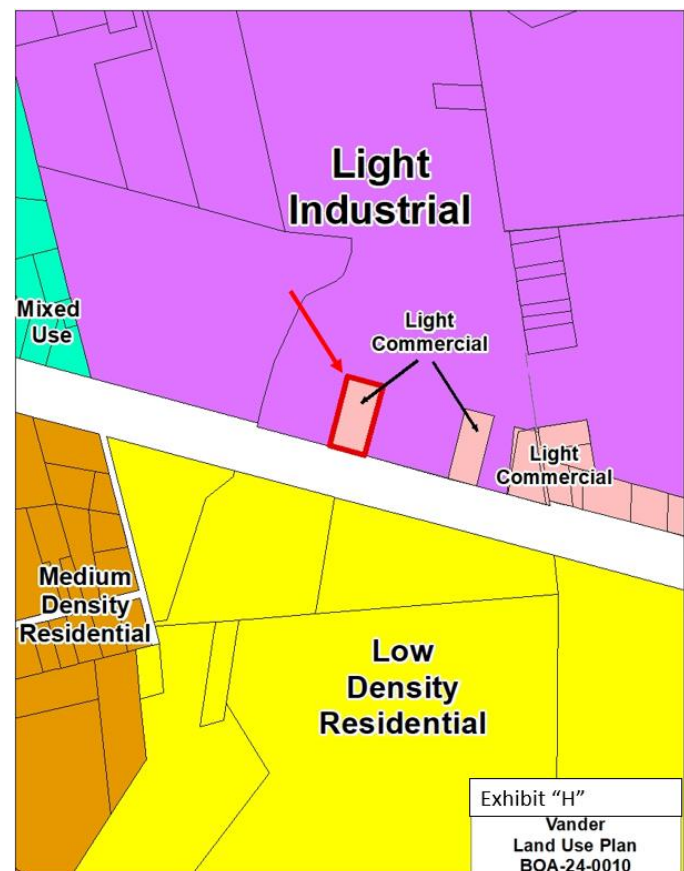 Light
Industrial
Mixed
Use
Light
Commercial
Light
Commercial
Medium
Density
Residential
Low
Density
Residential
Exhibit “H”
Vander
Land Use Plan
BOA-24-0010